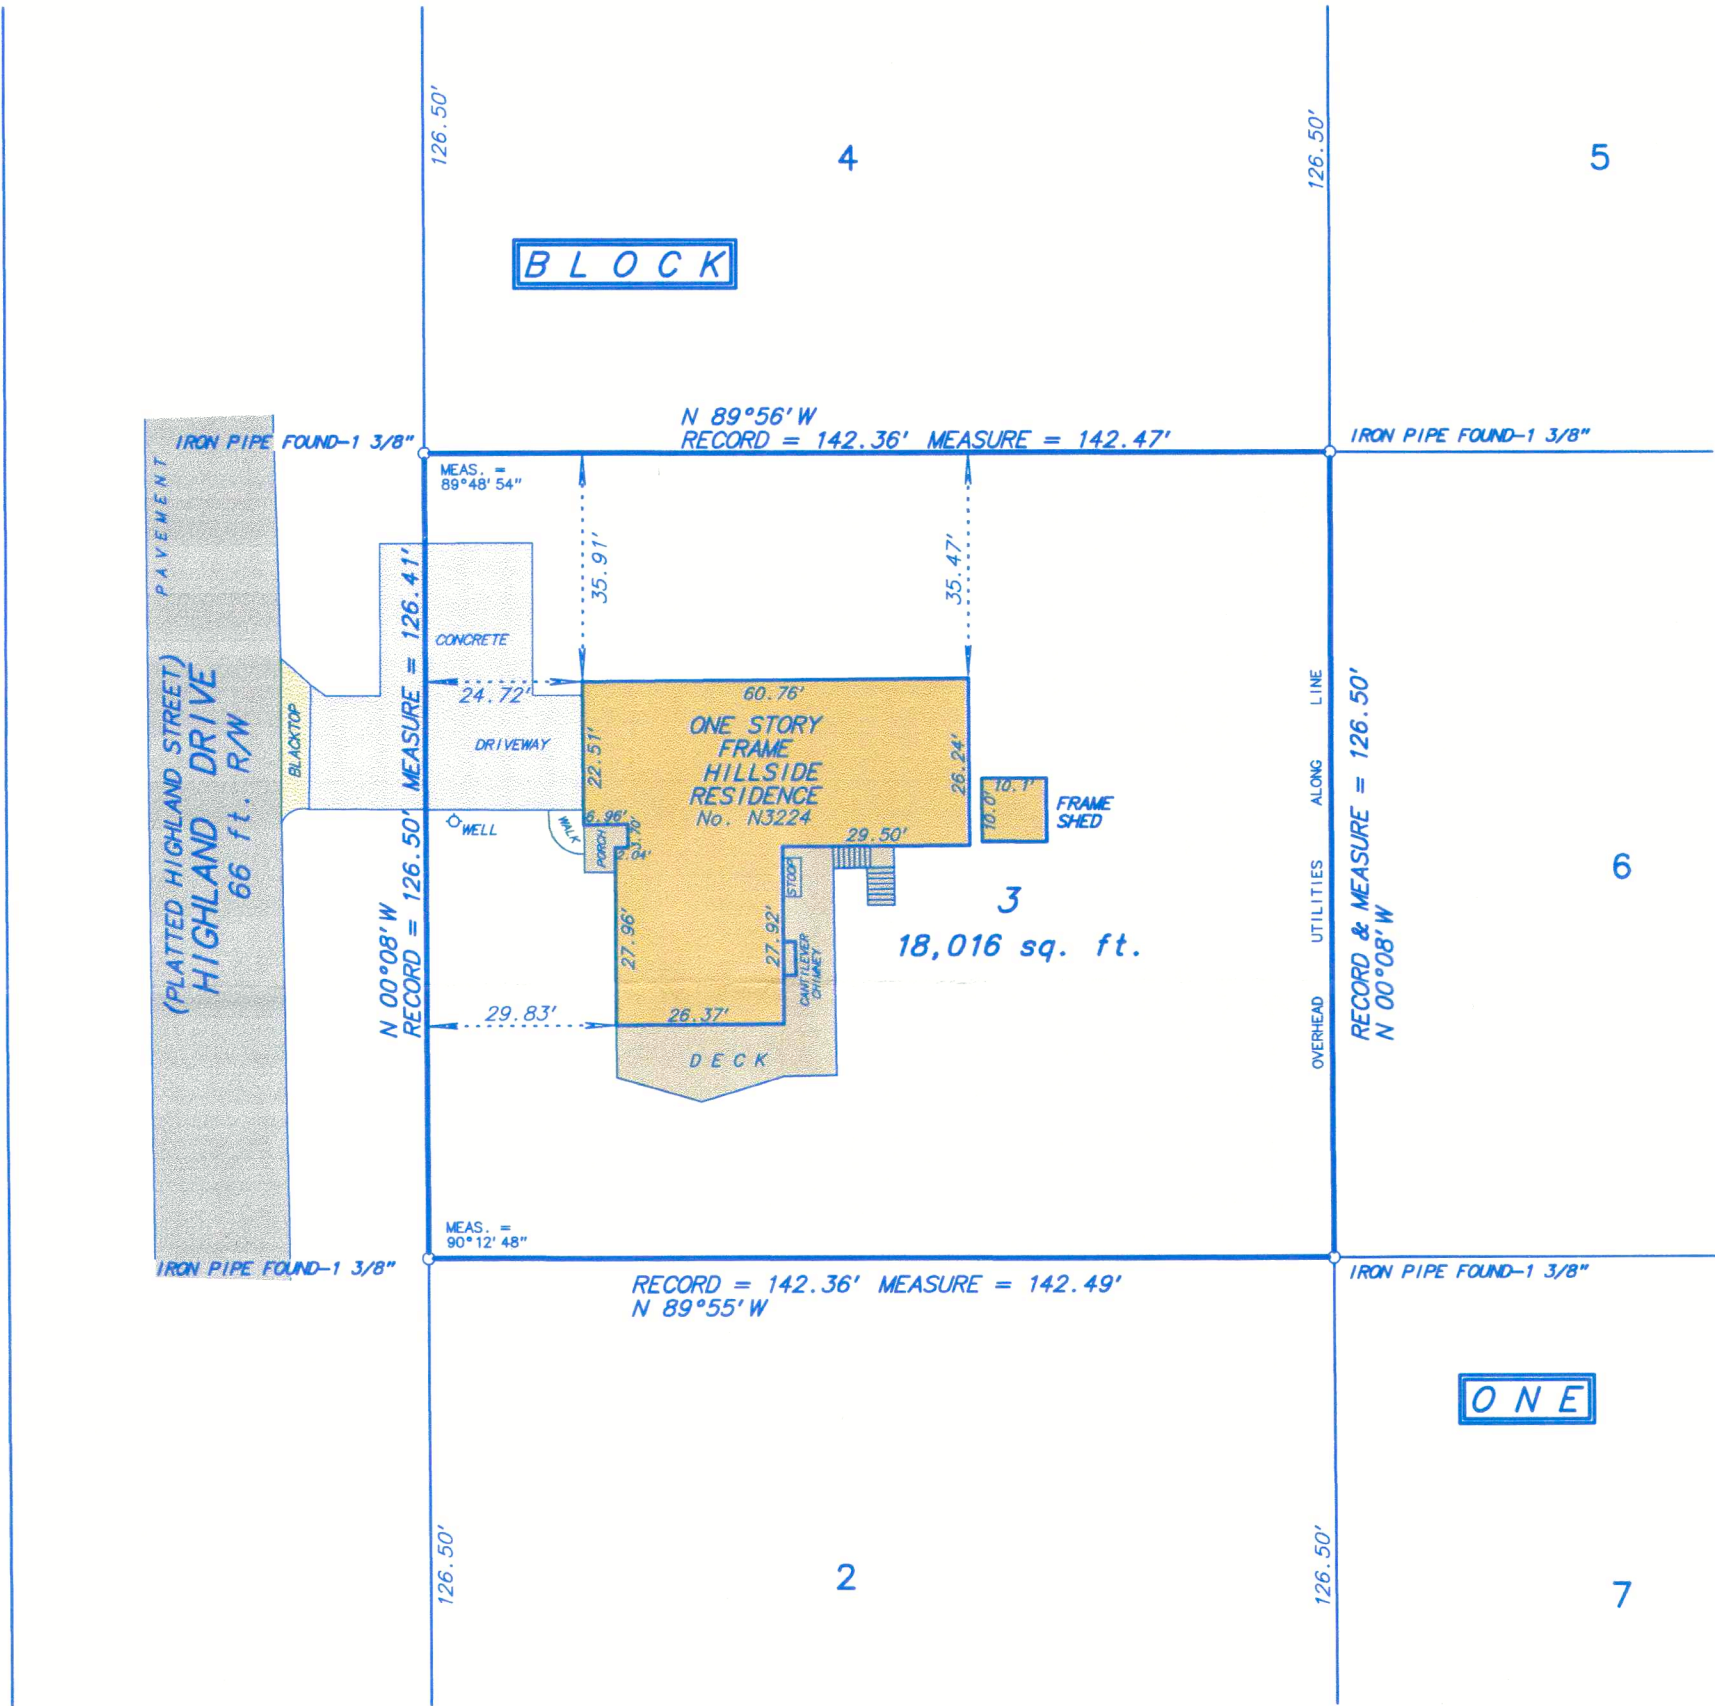 126.50'
4
126.50'
5
BLOCK
N 89°56'W
RECORD = 142.36' MEASURE = 142.47'
IRON PIPE FOUND-1 3/8"
IRON PIPE FOUND-1 3/8"
MEAS. =
89°48'54"
PAVEMENT
(PLATTED HIGHLAND STREET)
HIGHLAND DRIVE
66 ft. R/W
BLACKTOP
N 00°08'W
RECORD = 126.50' MEASURE = 126.41'
CONCRETE
24.72'
DRIVEWAY
35.91'
35.47'
60.76'
22.51'
ONE STORY
FRAME
HILLSIDE
RESIDENCE
No. N3224
26.24'
10.1'
10.0'
FRAME
SHED
WELL
WALK
PORCH
6.96'
3.70'
2.04'
29.50'
STOOP
27.96'
27.92'
CANTILEVER
CHIMNEY
3
18,016 sq. ft.
29.83'
26.37'
DECK
OVERHEAD UTILITIES ALONG LINE
RECORD & MEASURE = 126.50'
N 00°08'W
6
MEAS. =
90°12'48"
IRON PIPE FOUND-1 3/8"
IRON PIPE FOUND-1 3/8"
RECORD = 142.36' MEASURE = 142.49'
N 89°55'W
ONE
126.50'
2
126.50'
7